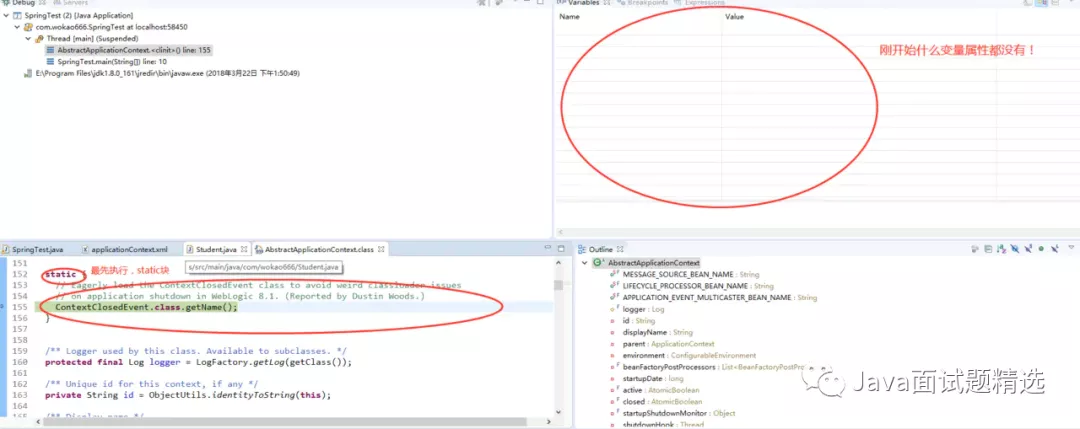 Debug
Servers
SpringTest (2) [Java Application]
com.wokao666.SpringTest at localhost:58450
Thread [main] (Suspended)
AbstractApplicationContext.<clinit>() line: 155
SpringTest.main(String[]) line: 10
E:\Program Files\jdk1.8.0_161\jredir\bin\javaw.exe (2018年3月22日 下午1:50:49)
Variables
Breakpoints
Expressions
Name
Value
刚开始什么变量属性都没有！
SpringTest.java
applicationContext.xml
Student.java
AbstractApplicationContext.class
s/src/main/java/com/wokao666/Student.java
151
152 static {
最先执行，static块
153 // Eagerly load the ContextClosedEvent class to avoid weird classloader issues
154 // on application shutdown in WebLogic 8.1. (Reported by Dustin Woods.)
155 ContextClosedEvent.class.getName();
156 }
158
159 /** Logger used by this class. Available to subclasses. */
160 protected final Log logger = LogFactory.getLog(getClass());
161
162 /** Unique id for this context, if any */
163 private String id = ObjectUtils.identityToString(this);
164
165 /** Display name */
Outline
AbstractApplicationContext
MESSAGE_SOURCE_BEAN_NAME : String
LIFECYCLE_PROCESSOR_BEAN_NAME : String
APPLICATION_EVENT_MULTICASTER_BEAN_NAME : String
logger : Log
id : String
displayName : String
parent : ApplicationContext
environment : ConfigurableEnvironment
beanFactoryPostProcessors : List<BeanFactoryPostProc
startupDate : long
active : AtomicBoolean
closed : AtomicBoolean
startupShutdownMonitor : Object
shutdownHook : Thread
Java面试题精选